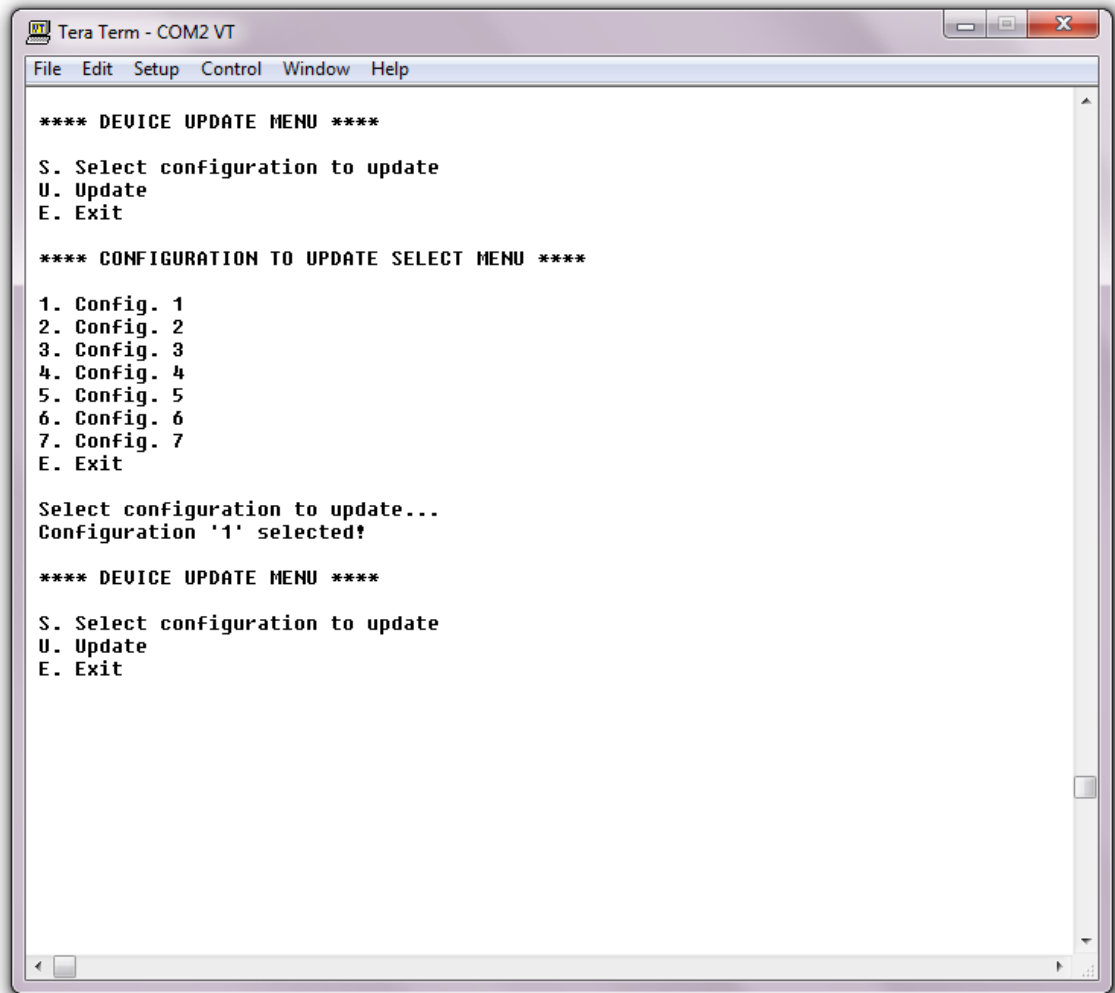 Tera Term - COM2 VT
File Edit Setup Control Window Help
**** DEVICE UPDATE MENU ****
S. Select configuration to update
U. Update
E. Exit
**** CONFIGURATION TO UPDATE SELECT MENU ****
1. Config. 1
2. Config. 2
3. Config. 3
4. Config. 4
5. Config. 5
6. Config. 6
7. Config. 7
E. Exit
Select configuration to update...
Configuration '1' selected!
**** DEVICE UPDATE MENU ****
S. Select configuration to update
U. Update
E. Exit